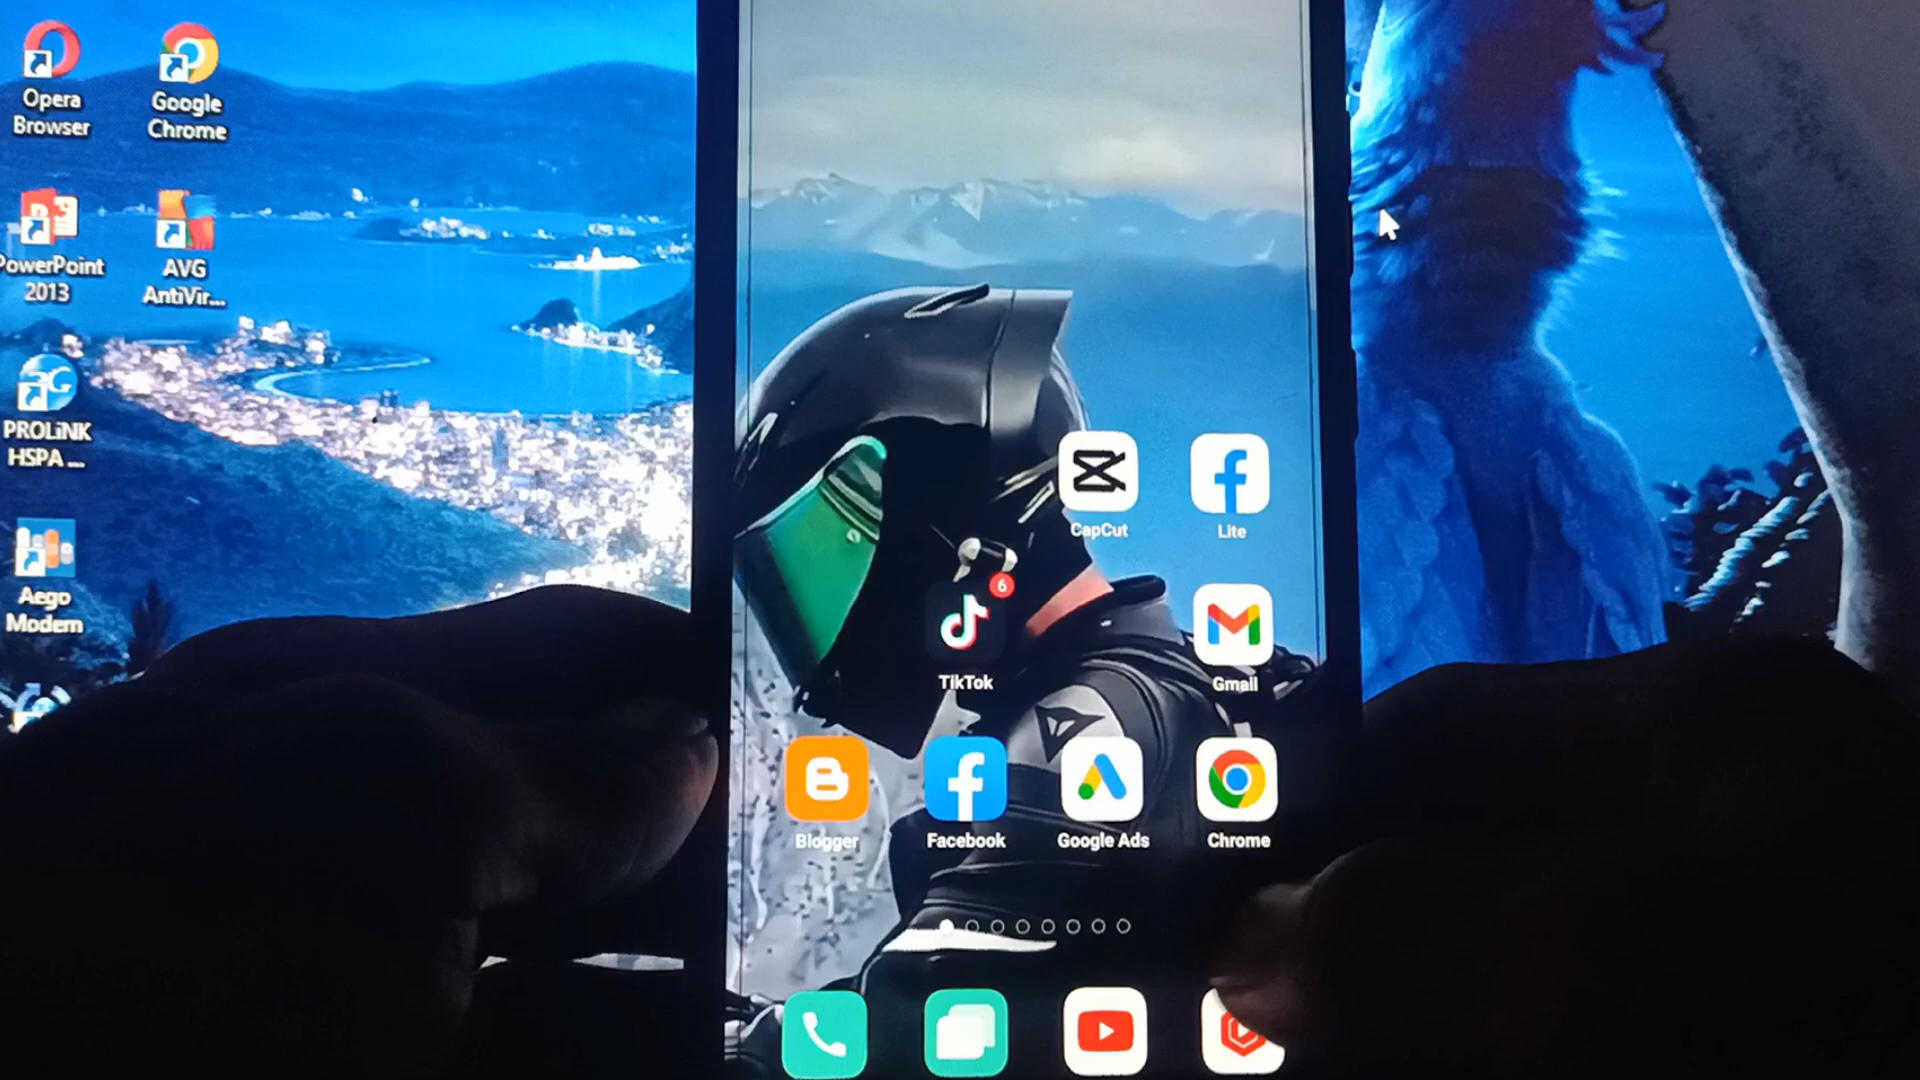 Opera
Browser
Google
Chrome
PowerPoint
2013
AVG
AntiVir...
PROLiNK
HSPA ...
Aego
Modem
CapCut
Lite
6
TikTok
Gmail
Blogger
Facebook
Google Ads
Chrome